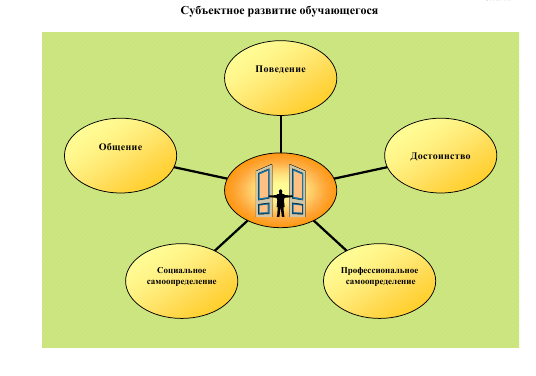 Субъектное развитие обучающегося
Поведение
Общение
Достоинство
Социальное
самоопределение
Профессиональное
самоопределение